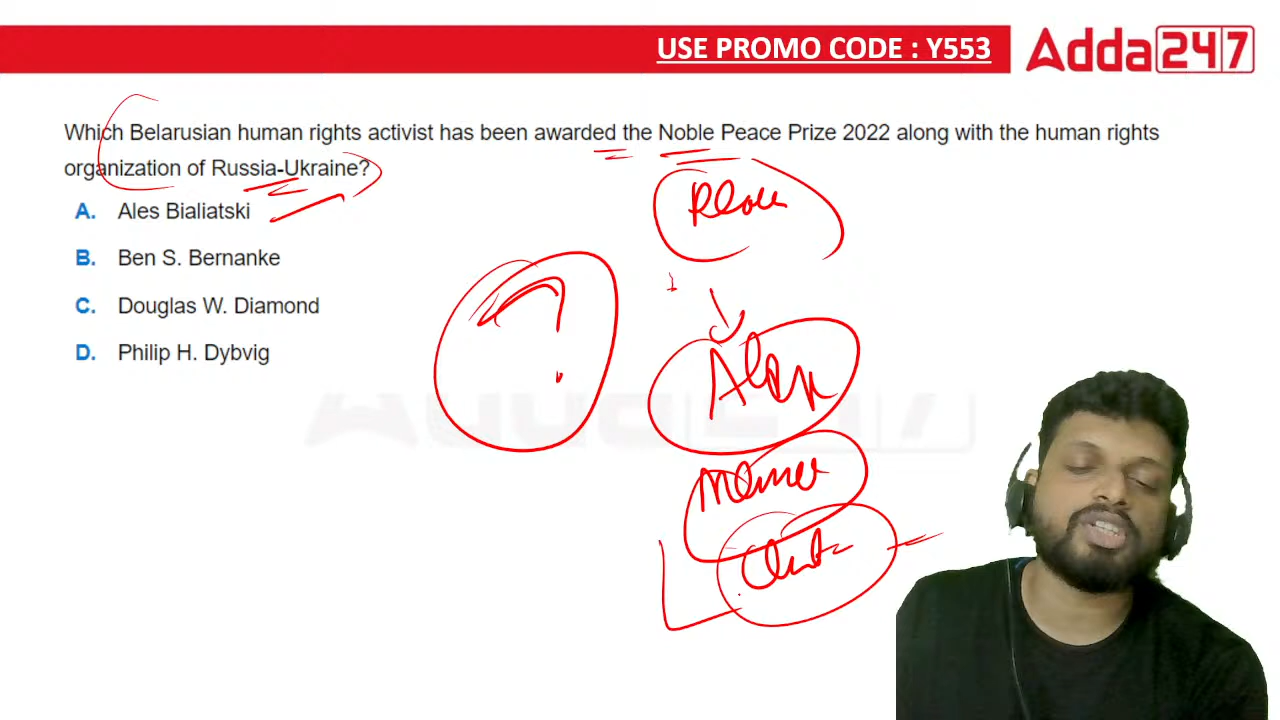 USE PROMO CODE : Y553
Adda247
Which Belarusian human rights activist has been awarded the Noble Peace Prize 2022 along with the human rights
organization of Russia-Ukraine?
A. Ales Bialiatski
B. Ben S. Bernanke
C. Douglas W. Diamond
D. Philip H. Dybvig
?